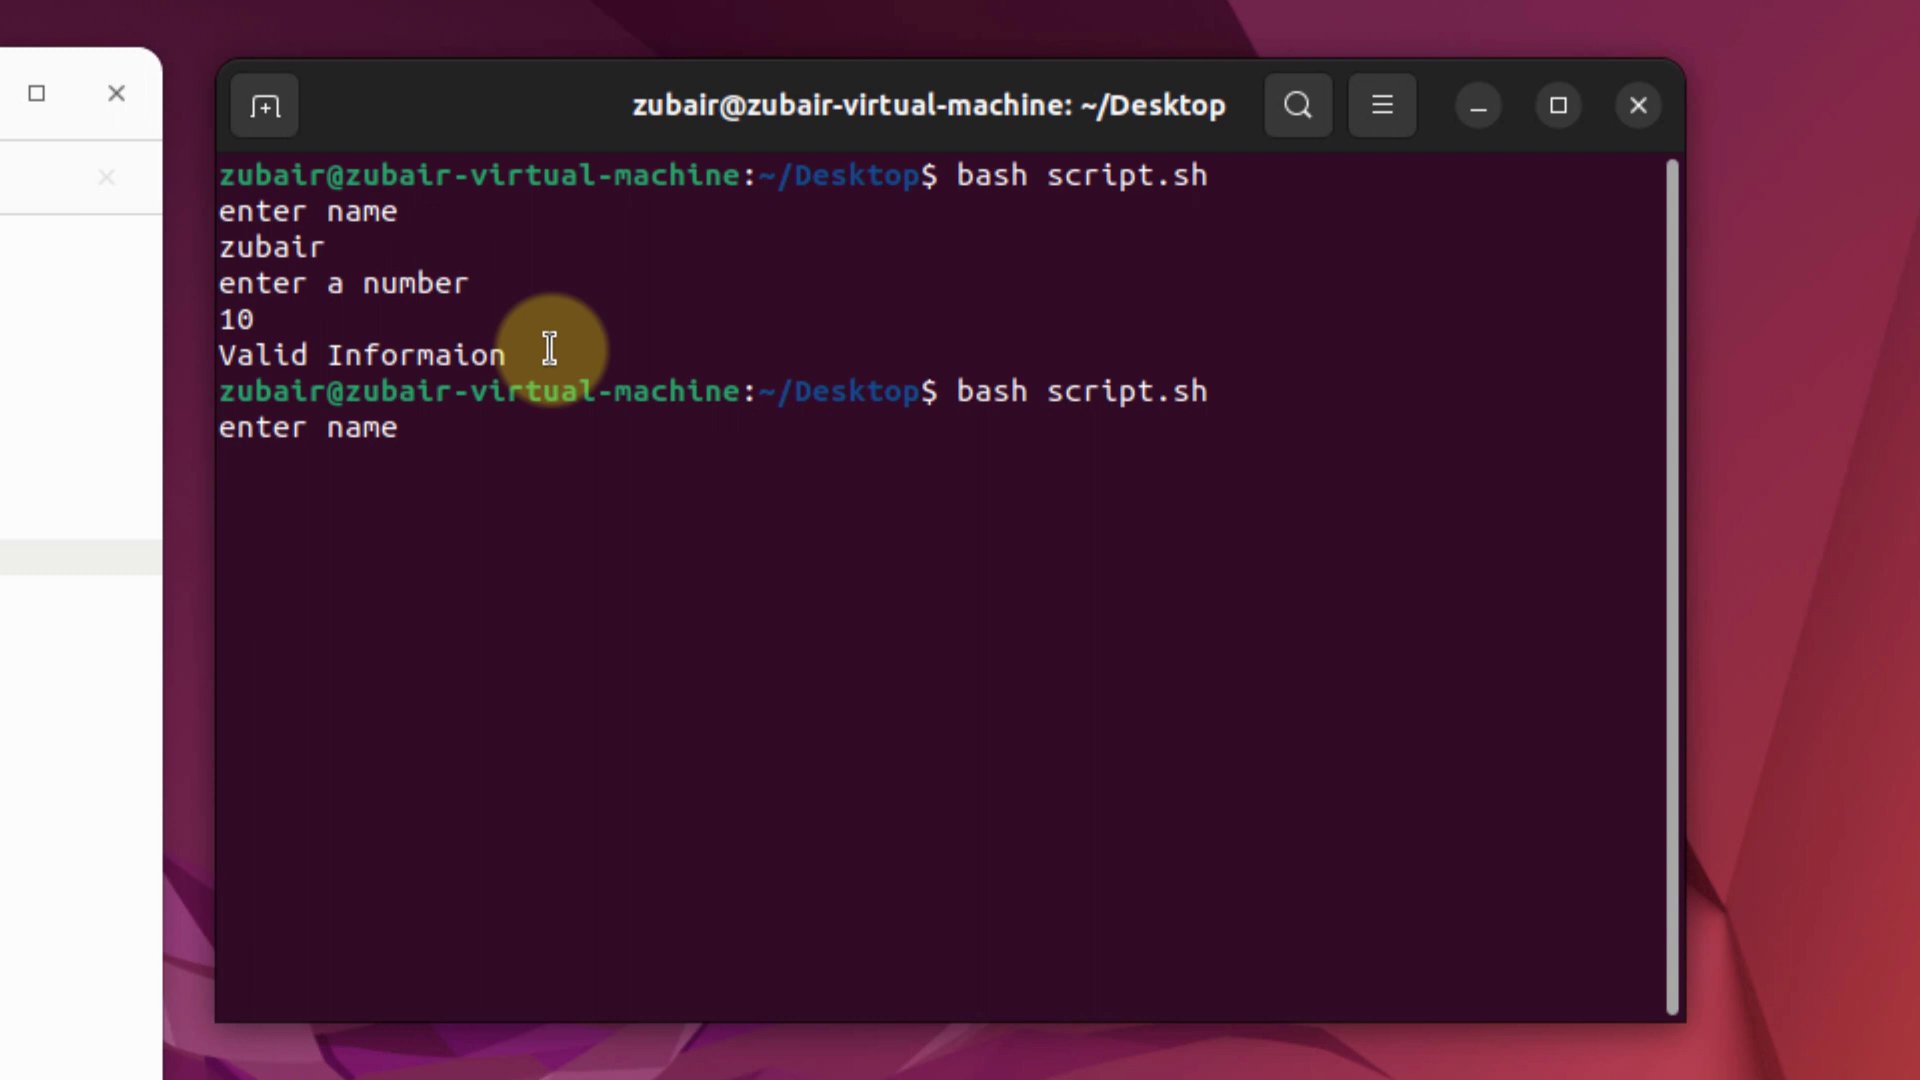 zubair@zubair-virtual-machine: ~/Desktop
zubair@zubair-virtual-machine:~/Desktop$ bash script.sh
enter name
zubair
enter a number
10
Valid Informaion
zubair@zubair-virtual-machine:~/Desktop$ bash script.sh
enter name